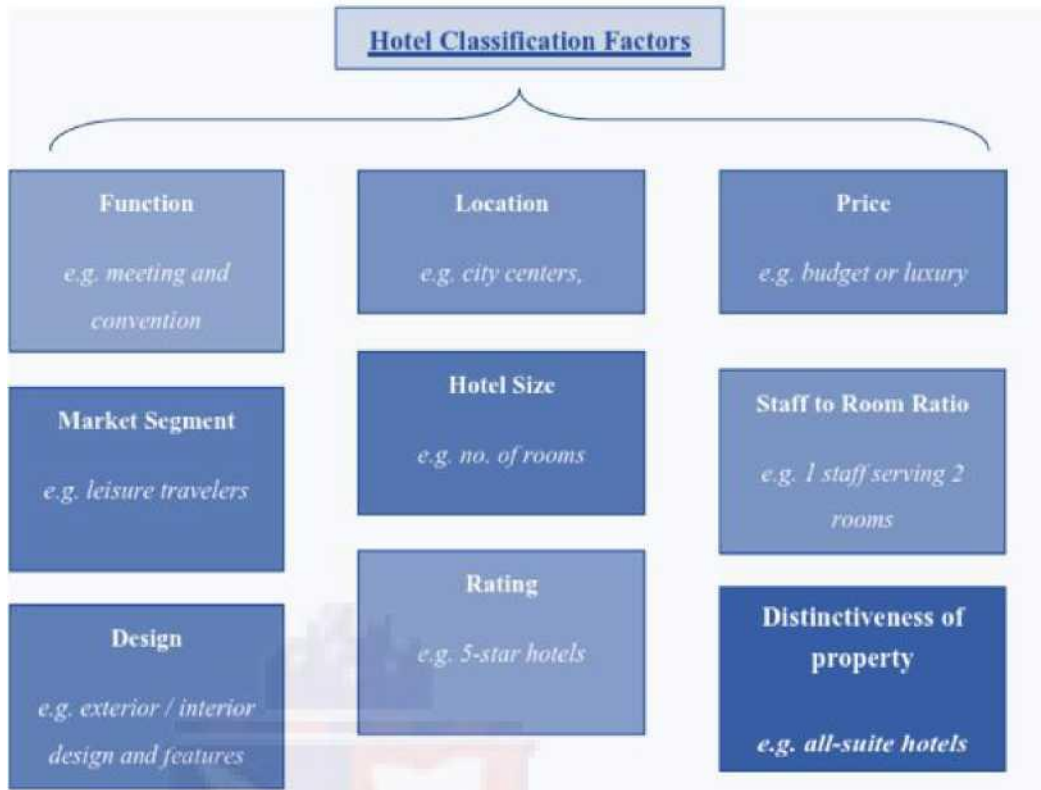 Hotel Classification Factors
Function
e.g. meeting and
convention
Location
e.g. city centers,
Price
e.g. budget or luxury
Market Segment
e.g. leisure travelers
Hotel Size
e.g. no. of rooms
Staff to Room Ratio
e.g. 1 staff serving 2
rooms
Design
e.g. exterior / interior
design and features
Rating
e.g. 5-star hotels
Distinctiveness of
property
e.g. all-suite hotels